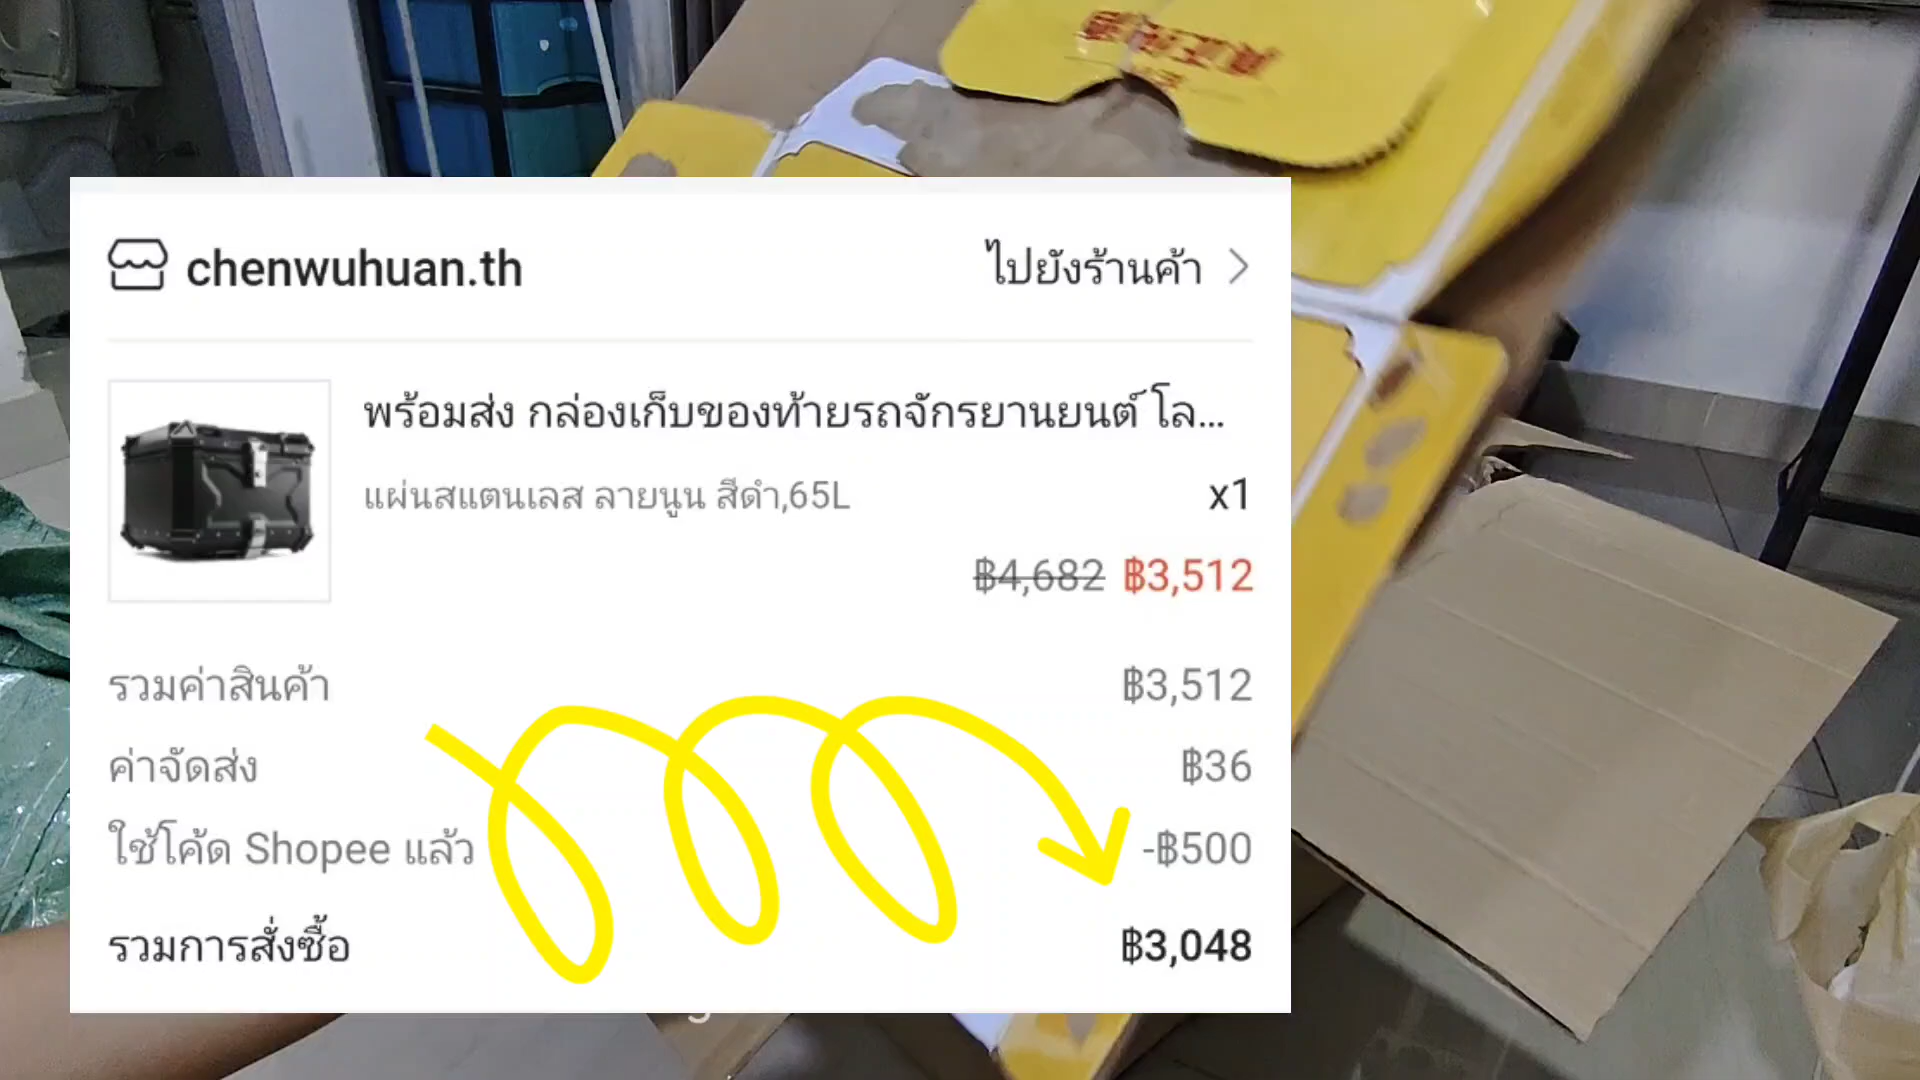 chenwuhuan.th
ไปยังร้านค้า
พร้อมส่ง กล่องเก็บของท้ายรถจักรยานยนต์ โล...
แผ่นสแตนเลส ลายนูน สีดำ,65L
x1
฿4,682 ฿3,512
รวมค่าสินค้า
฿3,512
ค่าจัดส่ง
฿36
ใช้โค้ด Shopee แล้ว
-฿500
รวมการสั่งซื้อ
฿3,048